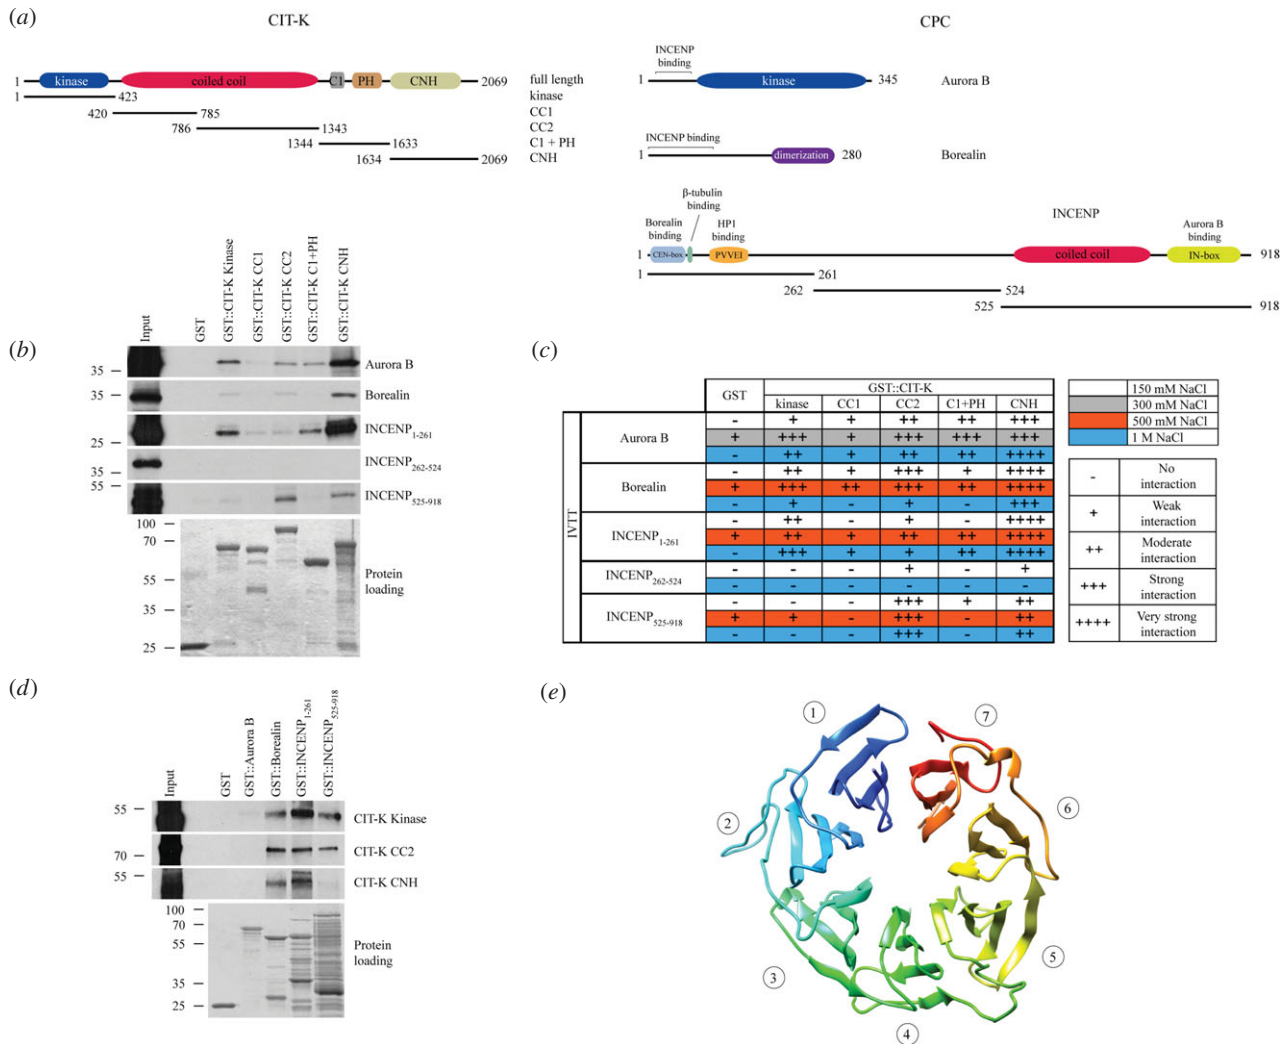 (a)
CIT-K
1 kinase coiled coil C1 PH CNH 2069 full length
1 423 kinase
420 785 CC1
786 1343 CC2
1344 1633 C1 + PH
1634 2069 CNH
CPC
INCENP
binding
1 kinase 345 Aurora B
INCENP binding
1 dimerization 280 Borealin
β-tubulin
binding
INCENP
Borealin
binding
HP1
binding
Aurora B
binding
1 CEN-box PVVEI coiled coil IN-box 918
1 261
262 524
525 918
(b)
Input
GST
GST::CIT-K Kinase
GST::CIT-K CC1
GST::CIT-K CC2
GST::CIT-K C1+PH
GST::CIT-K CNH
35 Aurora B
35 Borealin
25 INCENP1-261
35 INCENP262-524
55 INCENP525-918
100
70
55
35
25
Protein
loading
(c)
GST GST::CIT-K
kinase CC1 CC2 C1+PH CNH
IVTT
Aurora B
- + + ++ ++ +++
+ +++ + +++ +++ +++
- ++ + ++ ++ ++++
Borealin
- ++ + +++ + ++++
+ +++ ++ +++ ++ ++++
- + - + - +++
INCENP1-261
- ++ - + - ++++
+ ++ ++ ++ ++ ++++
- +++ + + ++ ++++
INCENP262-524
- - - + - +
- - - - - -
INCENP525-918
- - - +++ + ++
+ + - +++ - ++
- - - +++ - ++
150 mM NaCl
300 mM NaCl
500 mM NaCl
1 M NaCl
- No
interaction
+ Weak
interaction
++ Moderate
interaction
+++ Strong
interaction
++++ Very strong
interaction
(d)
Input
GST
GST::Aurora B
GST::Borealin
GST::INCENP1-261
GST::INCENP525-918
55 CIT-K Kinase
70 CIT-K CC2
55 CIT-K CNH
100
70
55
35
25
Protein
loading
(e)
1
2
3
4
5
6
7